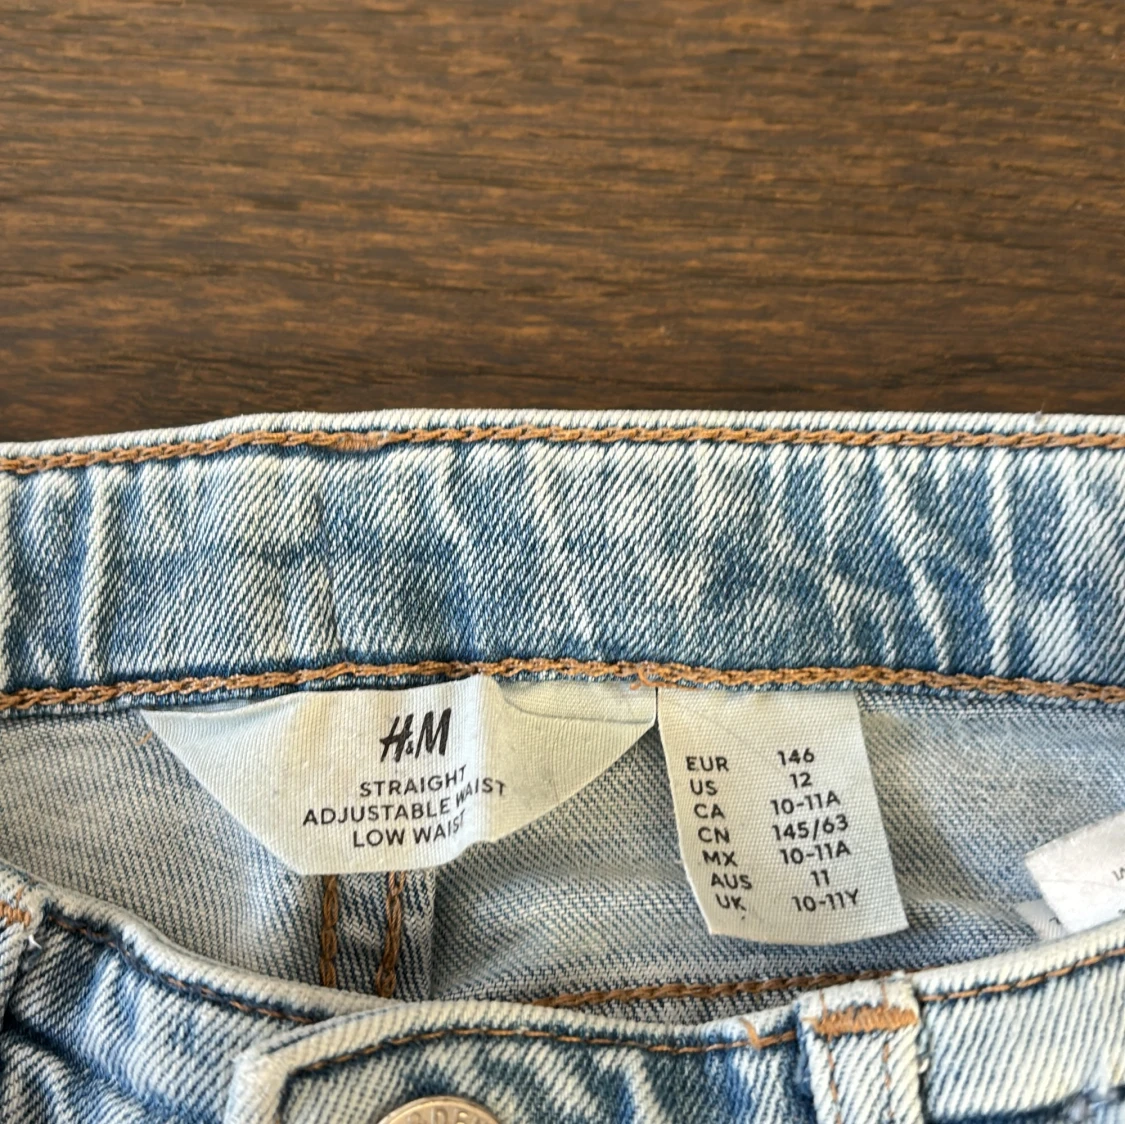 H&M
STRAIGHT
ADJUSTABLE WAIST
LOW WAIST
EUR 146
US 12
CA 10-11A
CN 145/63
MX 10-11A
AUS 11
UK 10-11Y